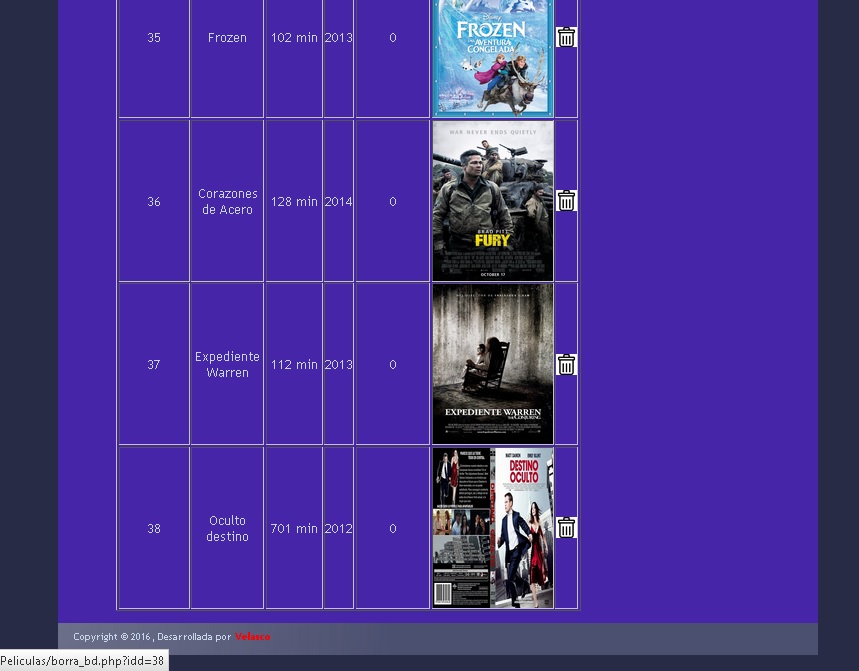 35 Frozen 102 min 2013 0
Disney
FROZEN
UNA AVENTURA
CONGELADA
WAR NEVER ENDS QUIETLY
36 Corazones de Acero 128 min 2014 0
BRAD PITT
FURY
OCTOBER 17
37 Expediente Warren 112 min 2013 0
EXPEDIENTE WARREN
THE CONJURING
38 Oculto destino 701 min 2012 0
MATT DAMON EMILY BLUNT
DESTINO
OCULTO
Copyright © 2016 , Desarrollada por Velasco
Peliculas/borra_bd.php?idd=38